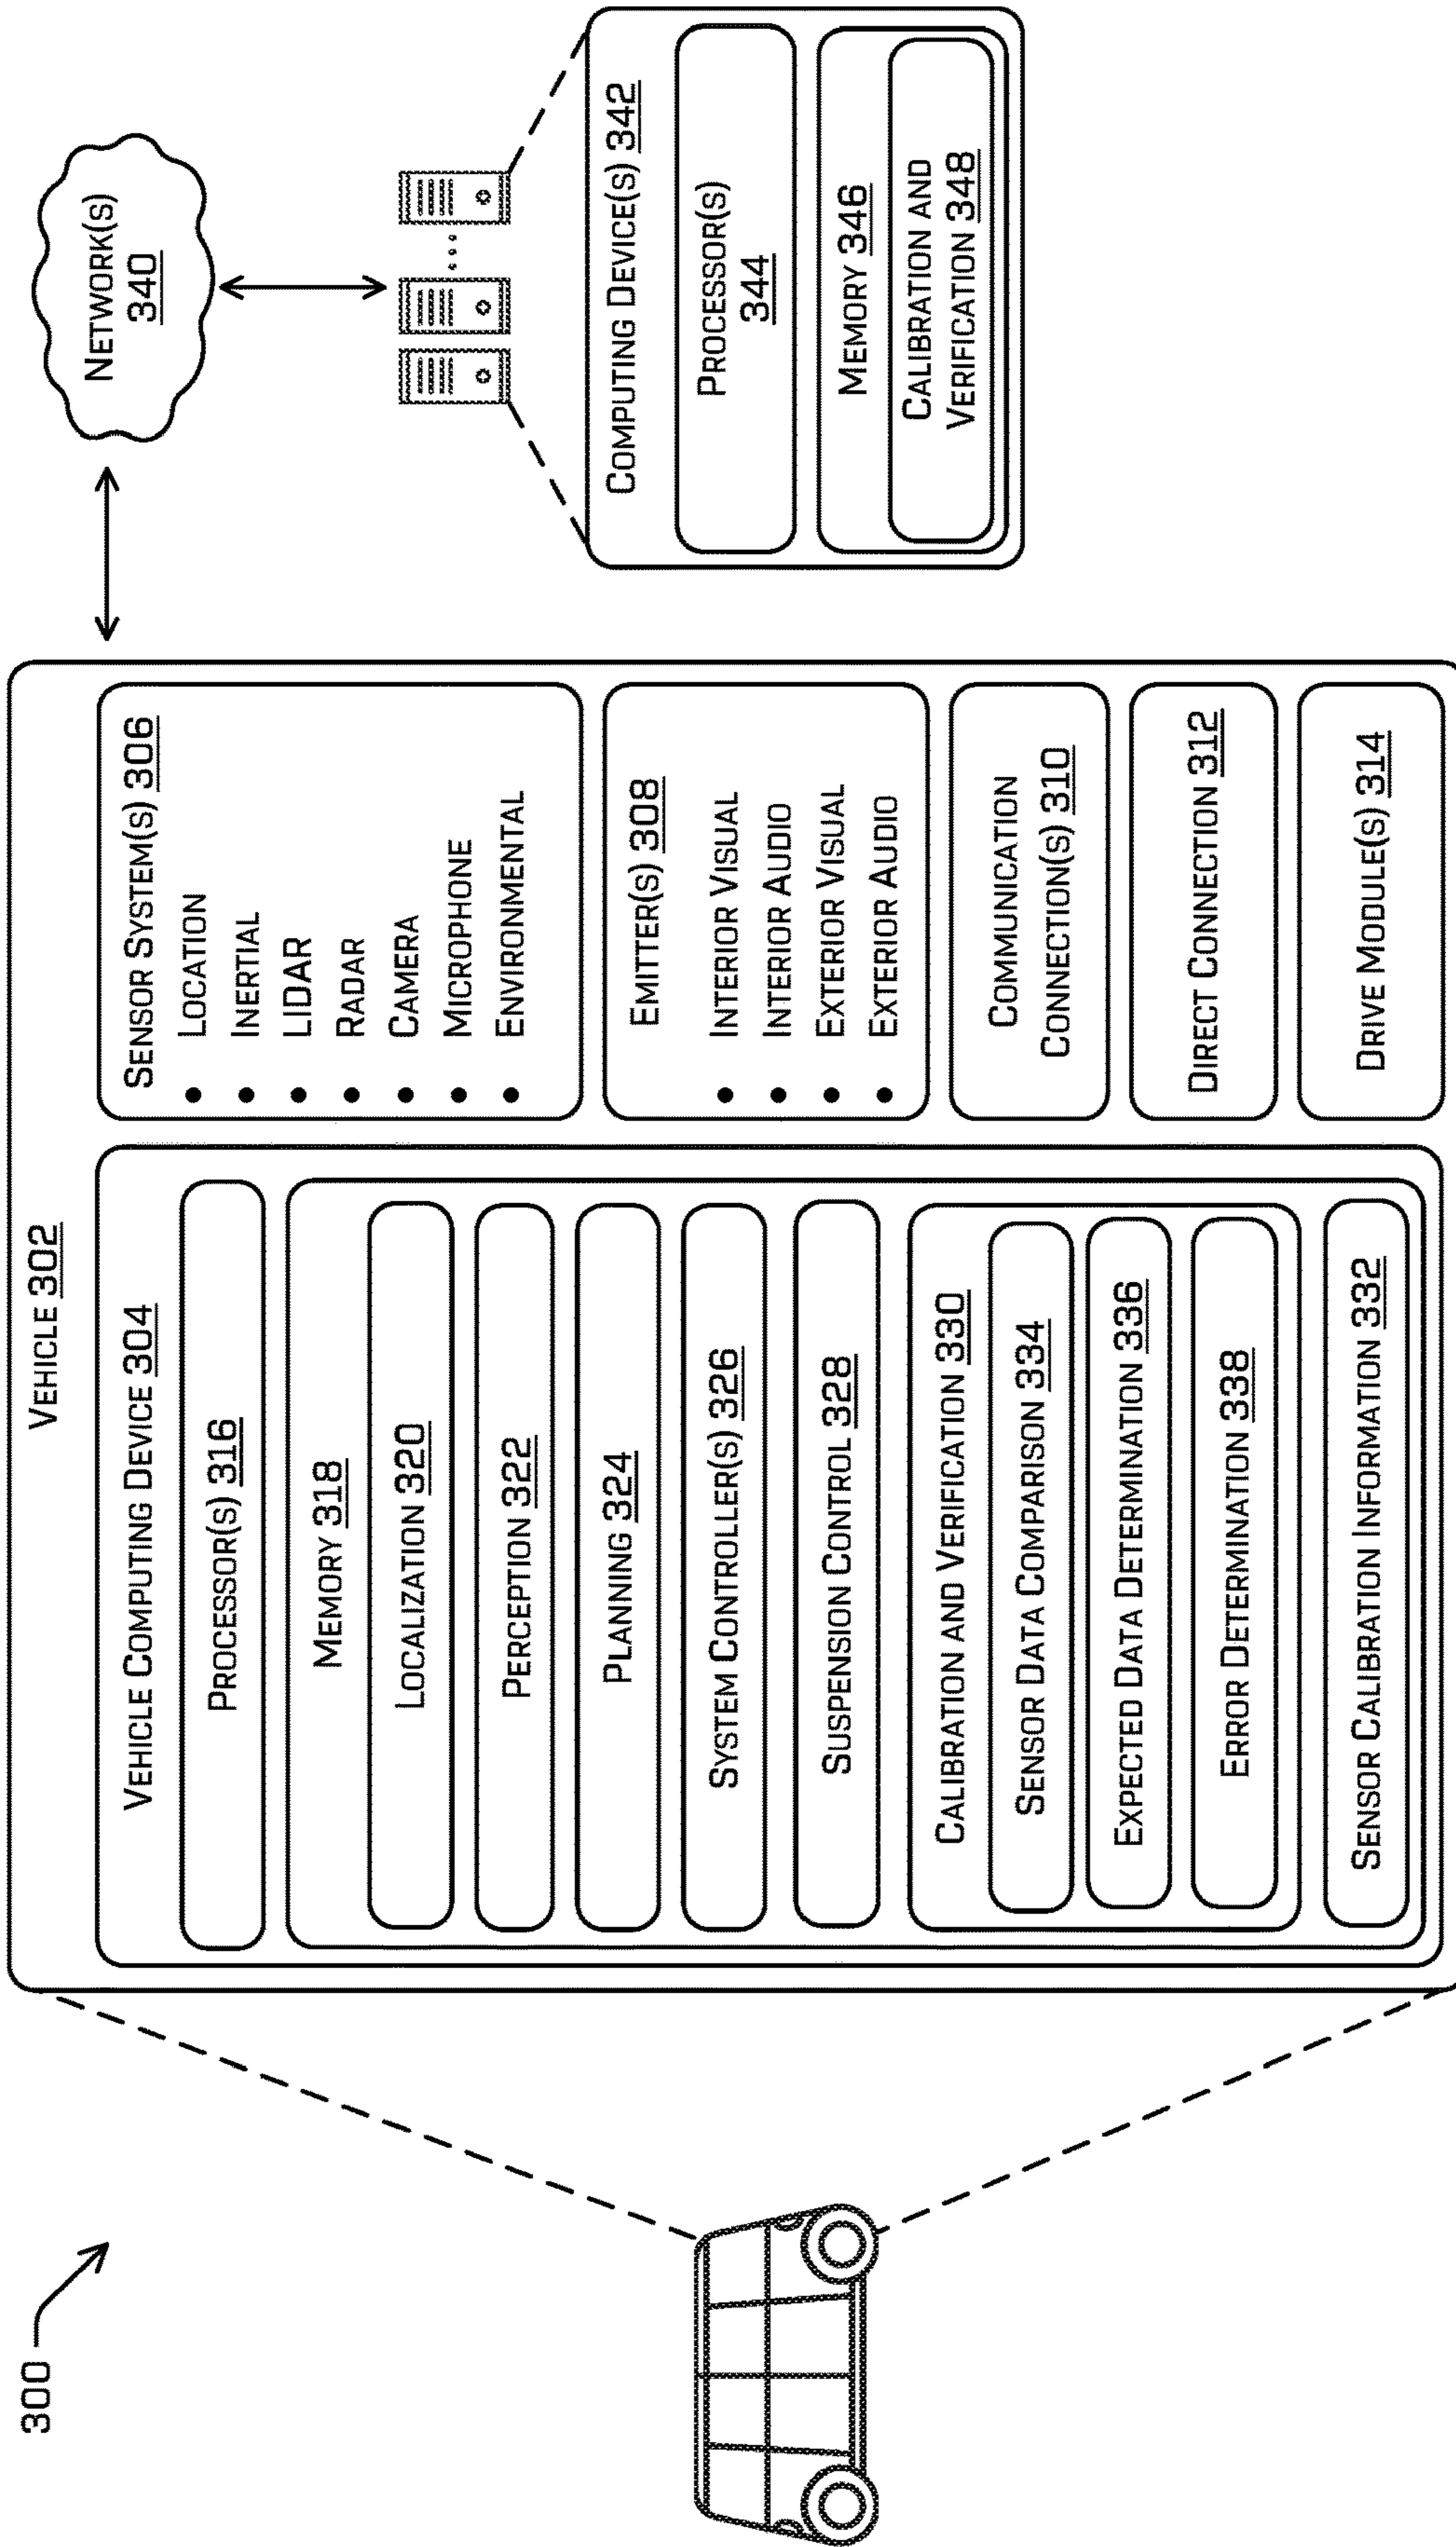 300
VEHICLE 302
VEHICLE COMPUTING DEVICE 304
PROCESSOR(S) 316
MEMORY 318
LOCALIZATION 320
PERCEPTION 322
PLANNING 324
SYSTEM CONTROLLER(S) 326
SUSPENSION CONTROL 328
CALIBRATION AND VERIFICATION 330
SENSOR DATA COMPARISON 334
EXPECTED DATA DETERMINATION 336
ERROR DETERMINATION 338
SENSOR CALIBRATION INFORMATION 332
SENSOR SYSTEM(S) 306
• LOCATION
• INERTIAL
• LIDAR
• RADAR
• CAMERA
• MICROPHONE
• ENVIRONMENTAL
EMITTER(S) 308
• INTERIOR VISUAL
• INTERIOR AUDIO
• EXTERIOR VISUAL
• EXTERIOR AUDIO
COMMUNICATION
CONNECTION(S) 310
DIRECT CONNECTION 312
DRIVE MODULE(S) 314
NETWORK(S)
340
COMPUTING DEVICE(S) 342
PROCESSOR(S)
344
MEMORY 346
CALIBRATION AND
VERIFICATION 348